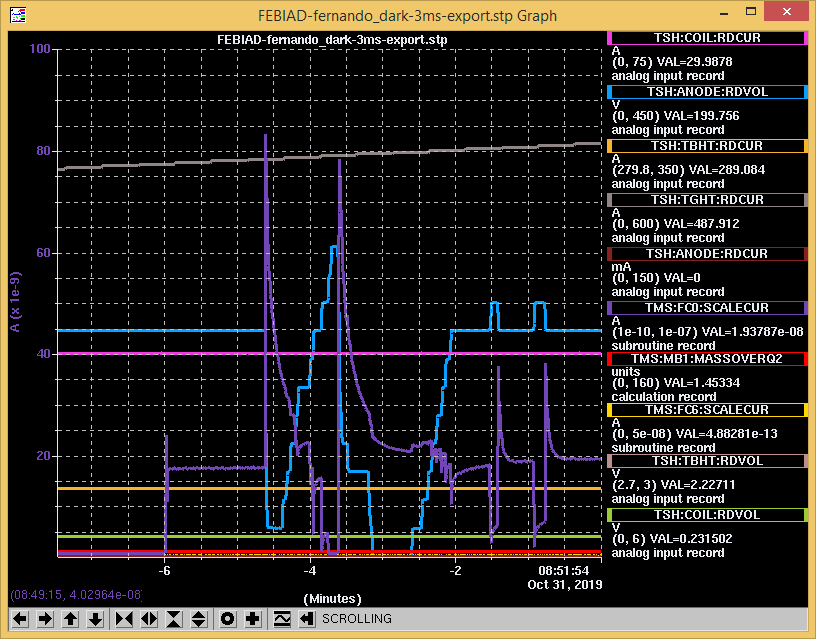 FEBIAD-fernando_dark-3ms-export.stp Graph
FEBIAD-fernando_dark-3ms-export.stp
100
80
60
40
20
A (x 1e-9)
-6
-4
-2
08:51:54
Oct 31, 2019
(Minutes)
(08:49:15, 4.02964e-08)
TSH:COIL:RDCUR
A
(0, 75) VAL=29.9878
analog input record
TSH:ANODE:RDVOL
V
(0, 450) VAL=199.756
analog input record
TSH:TBHT:RDCUR
A
(279.8, 350) VAL=289.084
analog input record
TSH:TGHT:RDCUR
A
(0, 600) VAL=487.912
analog input record
TSH:ANODE:RDCUR
mA
(0, 150) VAL=0
analog input record
TMS:FC0:SCALECUR
A
(1e-10, 1e-07) VAL=1.93787e-08
subroutine record
TMS:MB1:MASSOVERQ2
units
(0, 160) VAL=1.45334
calculation record
TMS:FC6:SCALECUR
A
(0, 5e-08) VAL=4.88281e-13
subroutine record
TSH:TBHT:RDVOL
V
(2.7, 3) VAL=2.22711
analog input record
TSH:COIL:RDVOL
V
(0, 6) VAL=0.231502
analog input record
SCROLLING